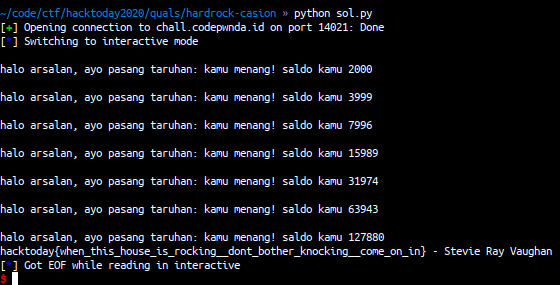 ~/code/ctf/hacktoday2020/quals/hardrock-casion » python sol.py
[+] Opening connection to chall.codepwnda.id on port 14021: Done
[*] Switching to interactive mode
halo arsalan, ayo pasang taruhan: kamu menang! saldo kamu 2000
halo arsalan, ayo pasang taruhan: kamu menang! saldo kamu 3999
halo arsalan, ayo pasang taruhan: kamu menang! saldo kamu 7996
halo arsalan, ayo pasang taruhan: kamu menang! saldo kamu 15989
halo arsalan, ayo pasang taruhan: kamu menang! saldo kamu 31974
halo arsalan, ayo pasang taruhan: kamu menang! saldo kamu 63943
halo arsalan, ayo pasang taruhan: kamu menang! saldo kamu 127880
hacktoday{when_this_house_is_rocking__dont_bother_knocking__come_on_in} - Stevie Ray Vaughan
[*] Got EOF while reading in interactive
$